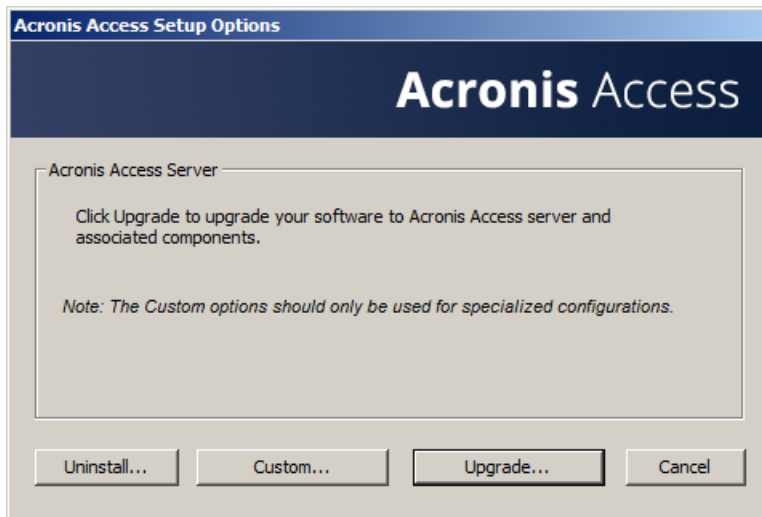 Acronis Access Setup Options
Acronis Access
Acronis Access Server
Click Upgrade to upgrade your software to Acronis Access server and
associated components.
Note: The Custom options should only be used for specialized configurations.
Uninstall... Custom... Upgrade... Cancel